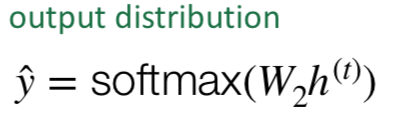 output distribution
ŷ = softmax(W₂h⁽ᵗ⁾)